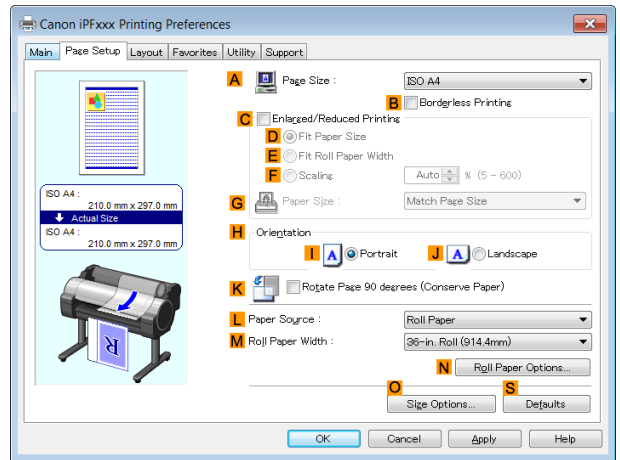 Canon iPFxxx Printing Preferences
Main Page Setup Layout Favorites Utility Support
A Page Size : ISO A4
B Borderless Printing
C Enlarged/Reduced Printing
D Fit Paper Size
E Fit Roll Paper Width
F Scaling Auto % (5 - 600)
G Paper Size : Match Page Size
ISO A4 :
210.0 mm x 297.0 mm
Actual Size
ISO A4 :
210.0 mm x 297.0 mm
H Orientation
I A Portrait J A Landscape
K Rotate Page 90 degrees (Conserve Paper)
L Paper Source : Roll Paper
M Roll Paper Width : 36-in. Roll (914.4mm)
R
N Roll Paper Options...
O S
Size Options... Defaults
OK Cancel Apply Help